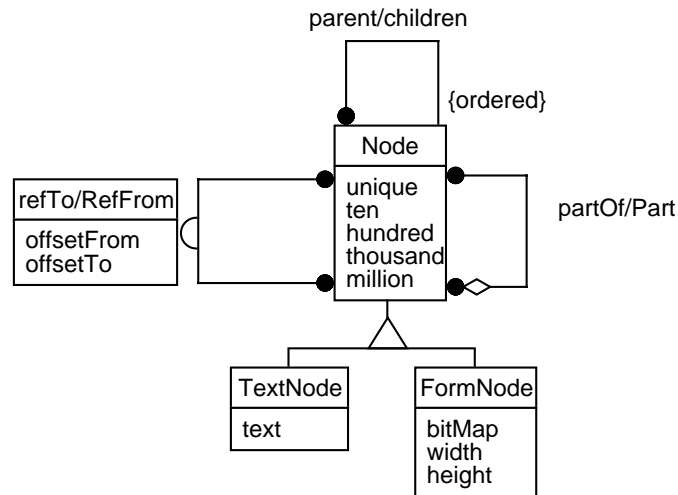 parent/children
{ordered}
Node
unique
ten
hundred
thousand
million
refTo/RefFrom
offsetFrom
offsetTo
partOf/Part
TextNode
text
FormNode
bitMap
width
height